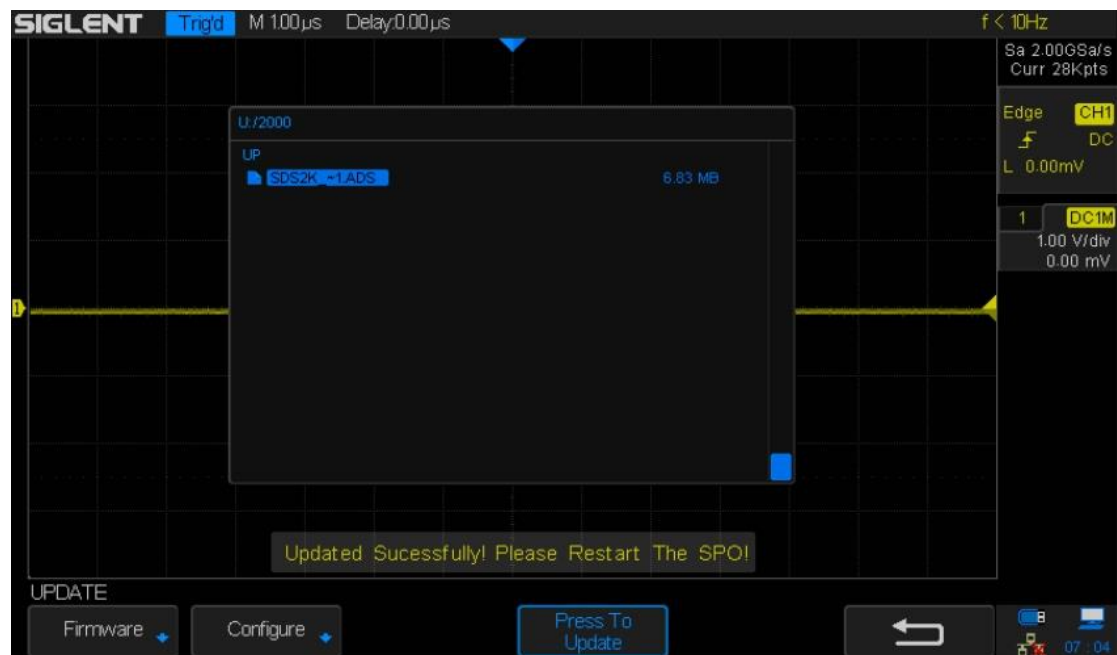 SIGLENT Trig'd M 1.00µs Delay:0.00µs f < 10Hz
Sa 2.00GSa/s
Curr 28Kpts
Edge CH1
DC
L 0.00mV
1 DC1M
1.00 V/div
0.00 mV
U:/2000
UP
SDS2K_~1.ADS 6.83 MB
1
Updated Sucessfully! Please Restart The SPO!
UPDATE
Firmware Configure Press To
Update
07 : 04